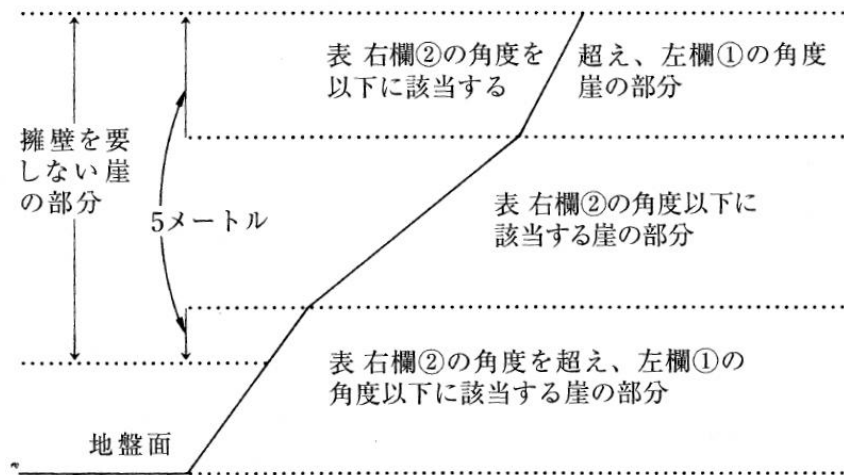 表 右欄②の角度を 超え、左欄①の角度
以下に該当する 崖の部分
擁壁を要
しない崖
の部分
5メートル
表 右欄②の角度以下に
該当する崖の部分
表 右欄②の角度を超え、左欄①の
角度以下に該当する崖の部分
地盤面